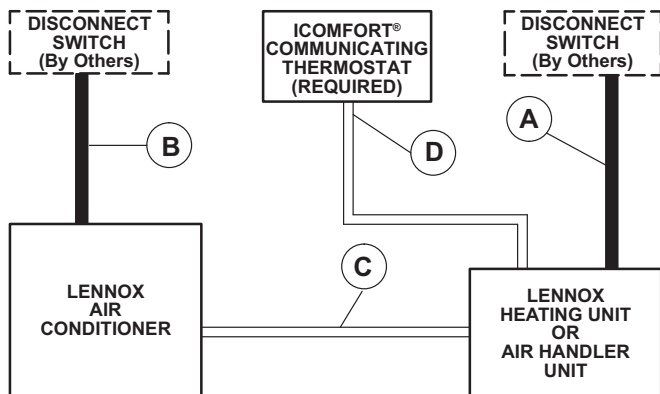 DISCONNECT
SWITCH
(By Others)
ICOMFORT®
COMMUNICATING
THERMOSTAT
(REQUIRED)
DISCONNECT
SWITCH
(By Others)
B
D
A
C
LENNOX
AIR
CONDITIONER
LENNOX
HEATING UNIT
OR
AIR HANDLER
UNIT